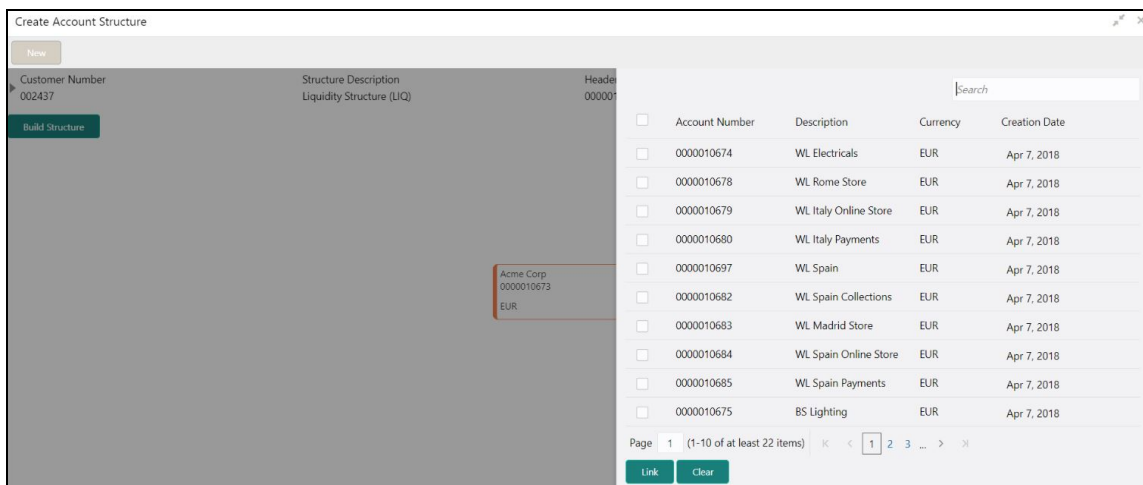 Create Account Structure
New
Customer Number Structure Description Header
002437 Liquidity Structure (LIQ) 000001
Build Structure
Acme Corp
0000010673
EUR
Search
Account Number Description Currency Creation Date
0000010674 WL Electricals EUR Apr 7, 2018
0000010678 WL Rome Store EUR Apr 7, 2018
0000010679 WL Italy Online Store EUR Apr 7, 2018
0000010680 WL Italy Payments EUR Apr 7, 2018
0000010697 WL Spain EUR Apr 7, 2018
0000010682 WL Spain Collections EUR Apr 7, 2018
0000010683 WL Madrid Store EUR Apr 7, 2018
0000010684 WL Spain Online Store EUR Apr 7, 2018
0000010685 WL Spain Payments EUR Apr 7, 2018
0000010675 BS Lighting EUR Apr 7, 2018
Page 1 (1-10 of at least 22 items) 1 2 3 ...
Link Clear